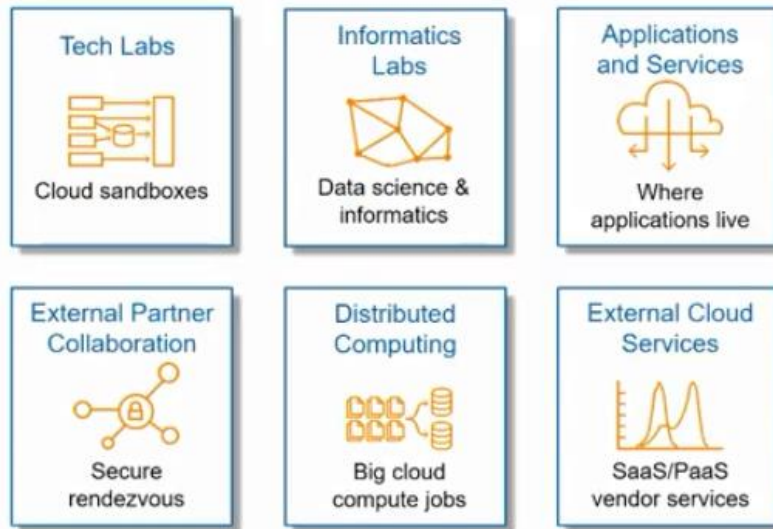 Tech Labs
Cloud sandboxes
Informatics
Labs
Data science &
informatics
Applications
and Services
Where
applications live
External Partner
Collaboration
Secure
rendezvous
Distributed
Computing
Big cloud
compute jobs
External Cloud
Services
SaaS/PaaS
vendor services